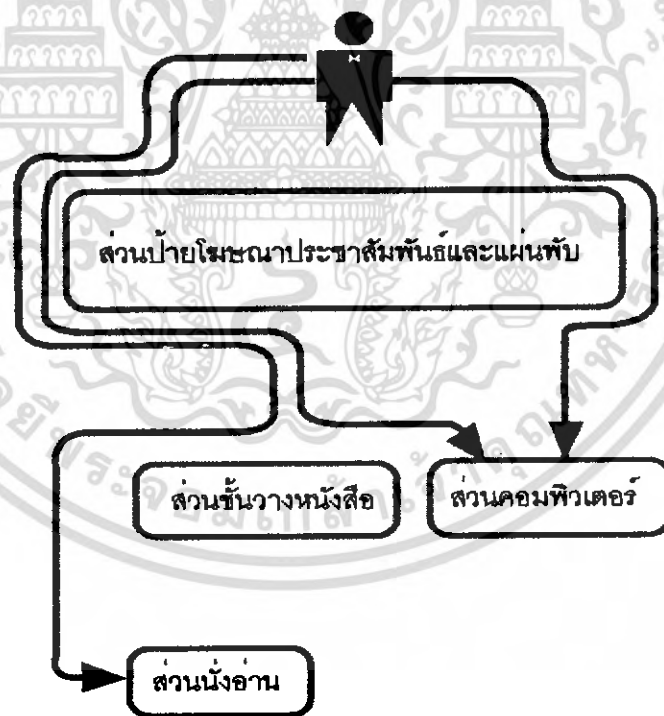 ส่วนป้ายโฆษณาประชาสัมพันธ์และแผ่นพับ
ส่วนชั้นวางหนังสือ
ส่วนคอมพิวเตอร์
ส่วนนั่งอ่าน